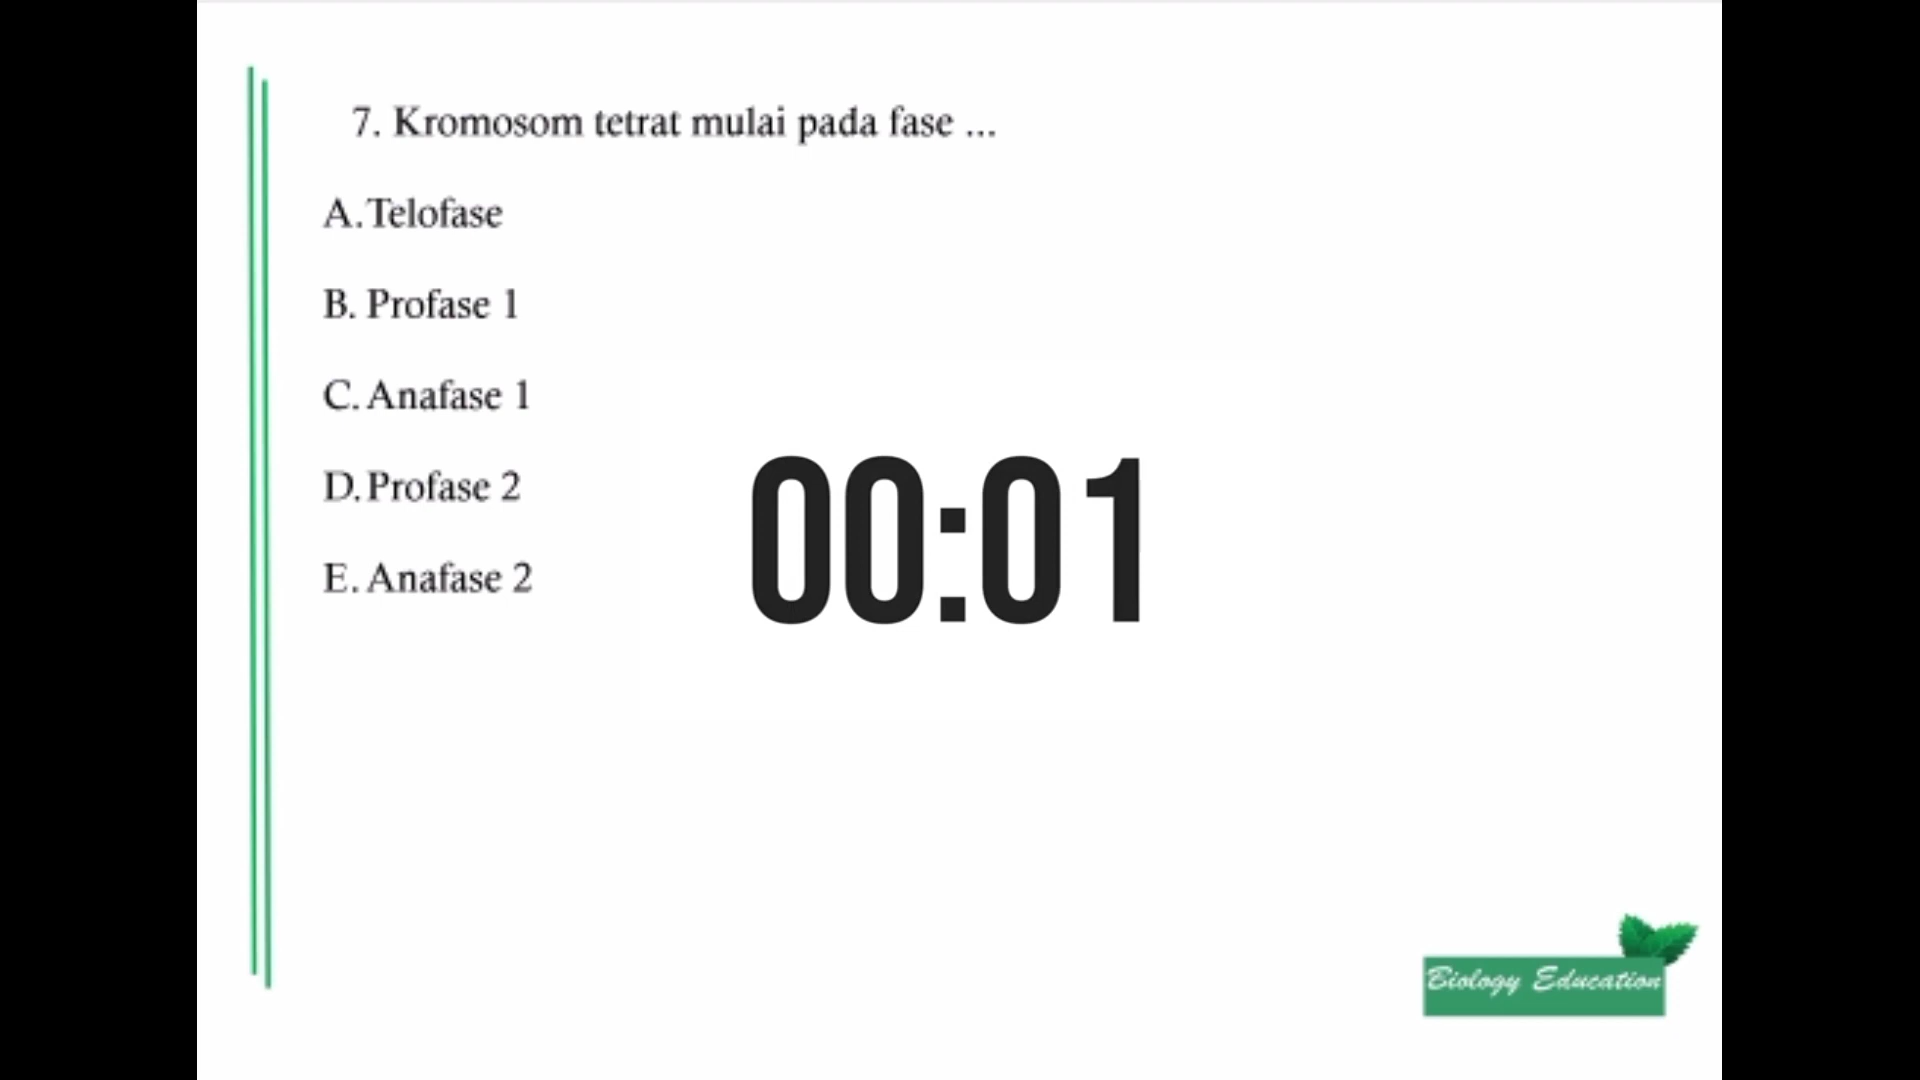 7. Kromosom tetrat mulai pada fase ...
A. Telofase
B. Profase 1
C. Anafase 1
D. Profase 2
E. Anafase 2
00:01
Biology Education